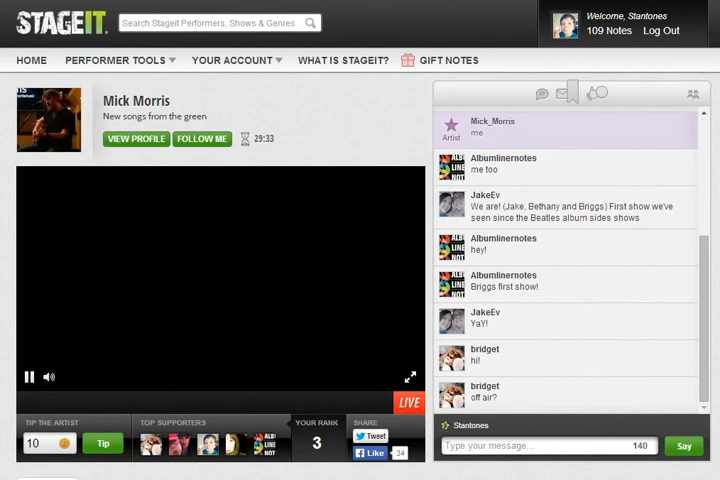 STAGEIT.
Search Stageit Performers, Shows & Genres
Welcome, Stantones
109 Notes Log Out
HOME PERFORMER TOOLS YOUR ACCOUNT WHAT IS STAGEIT? GIFT NOTES
Mick Morris
New songs from the green
VIEW PROFILE FOLLOW ME 29:33
LIVE
TIP THE ARTIST
10 Tip
TOP SUPPORTERS
ALBU
LINE
NOT
YOUR RANK
3
SHARE
Tweet
Like 34
Artist
Mick_Morris
me
Albumlinernotes
me too
JakeEv
We are! (Jake, Bethany and Briggs) First show we've
seen since the Beatles album sides shows
Albumlinernotes
hey!
Albumlinernotes
Briggs first show!
JakeEv
YaY!
bridget
hi!
bridget
off air?
Stantones
Type your message... 140 Say